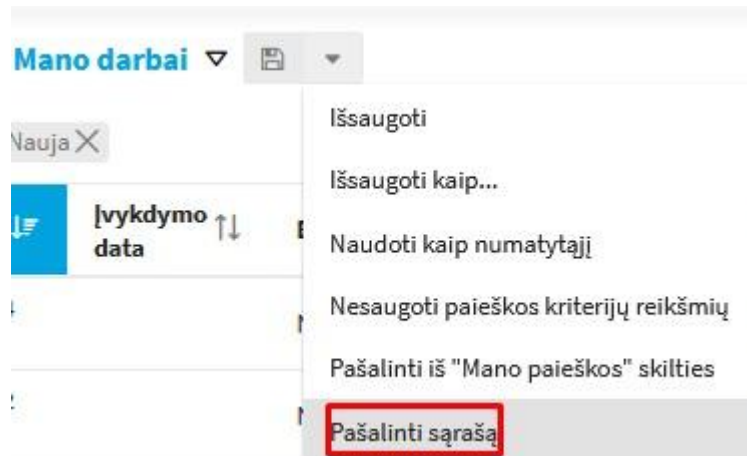 Mano darbai
Išsaugoti
Nauja
Išsaugoti kaip...
Įvykdymo
data
Naudoti kaip numatytąjį
Nesaugoti paieškos kriterijų reikšmių
Pašalinti iš "Mano paieškos" skilties
Pašalinti sąrašą